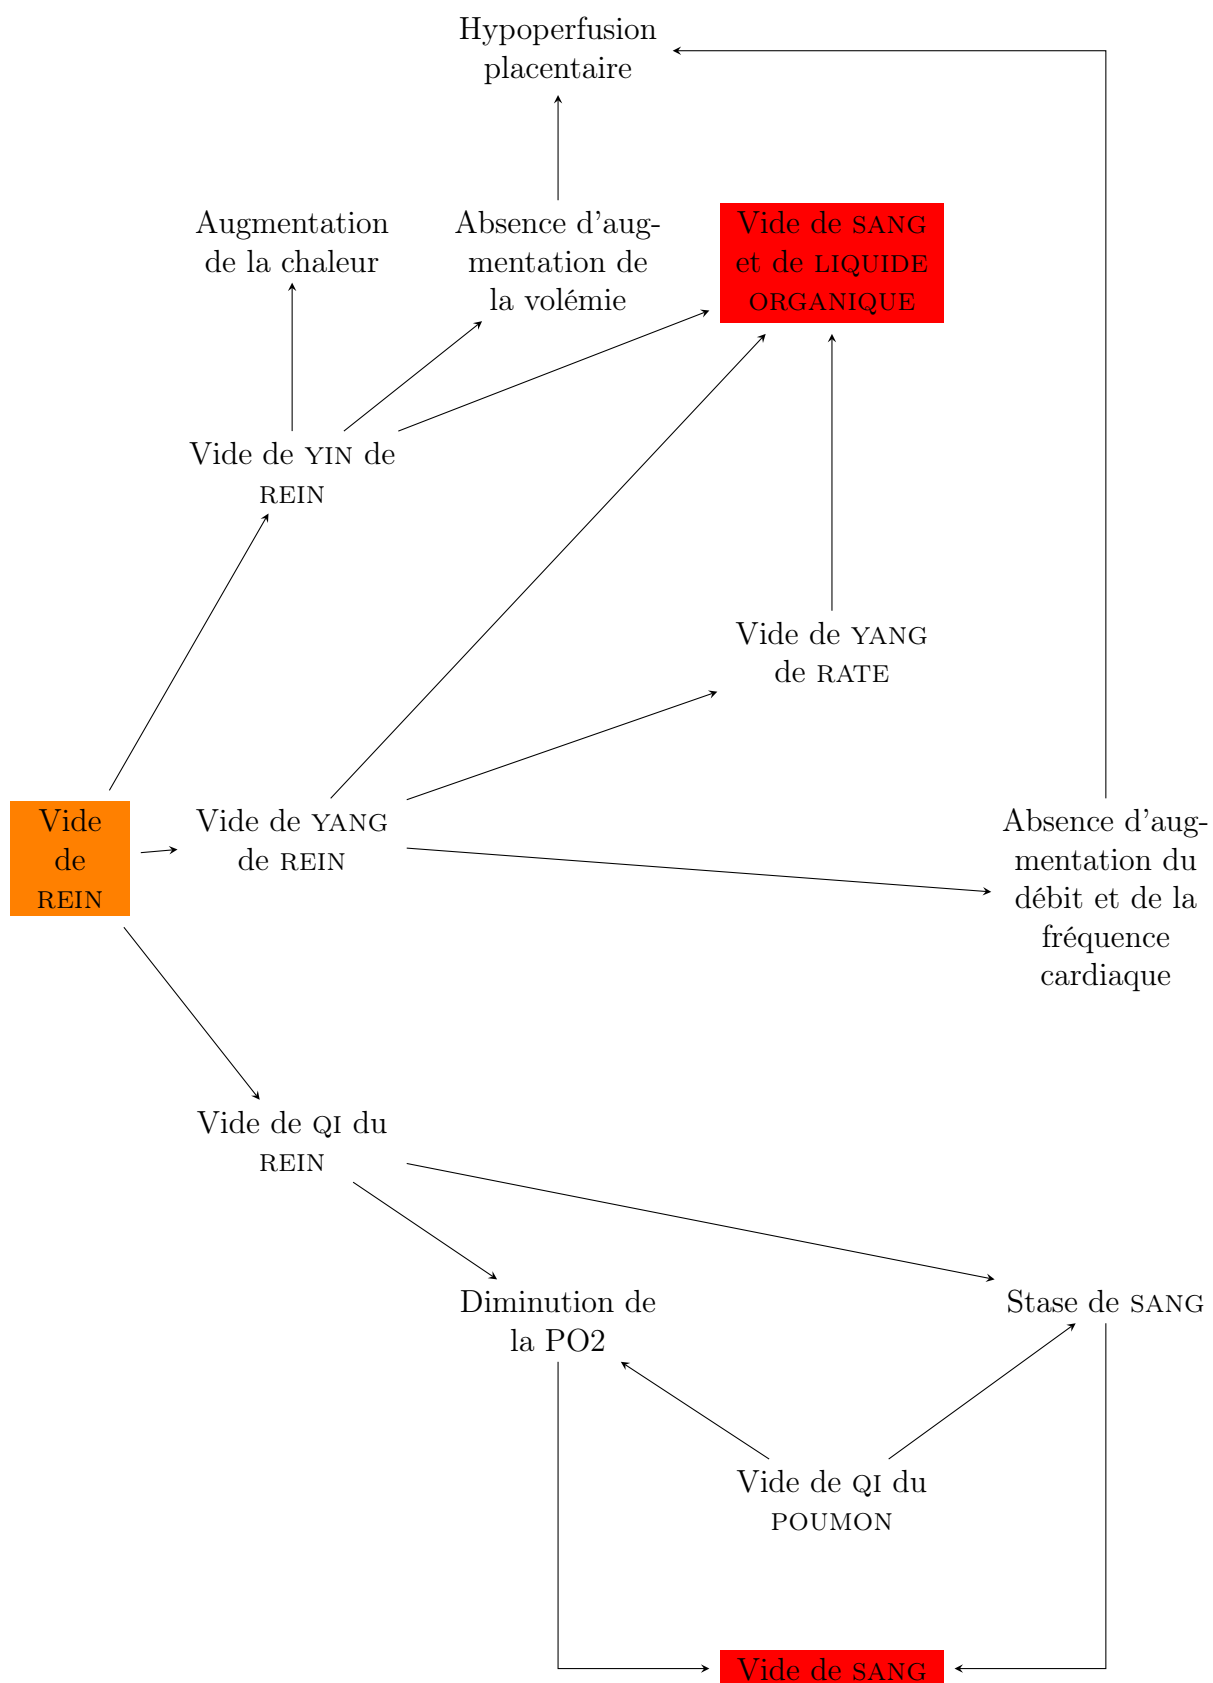 Hypoperfusion
placentaire
Augmentation
de la chaleur
Absence d'aug-
mentation de
la volémie
Vide de SANG
et de LIQUIDE
ORGANIQUE
Vide de YIN de
REIN
Vide de YANG
de RATE
Vide
de
REIN
Vide de YANG
de REIN
Absence d'aug-
mentation du
débit et de la
fréquence
cardiaque
Vide de QI du
REIN
Diminution de
la PO2
Stase de SANG
Vide de QI du
POUMON
Vide de SANG